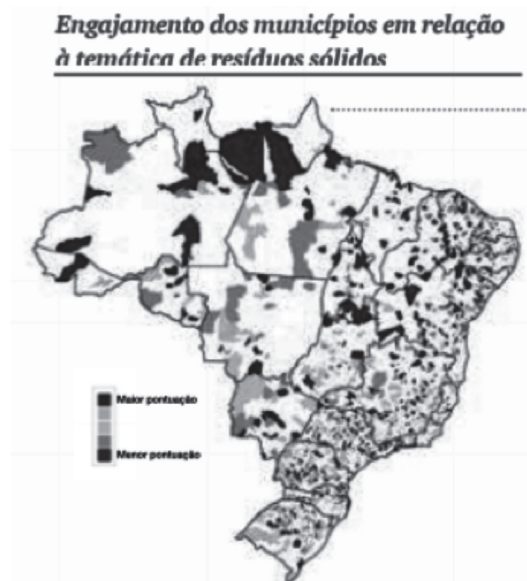 Engajamento dos municípios em relação
à temática de resíduos sólidos
Maior pontuação
Menor pontuação